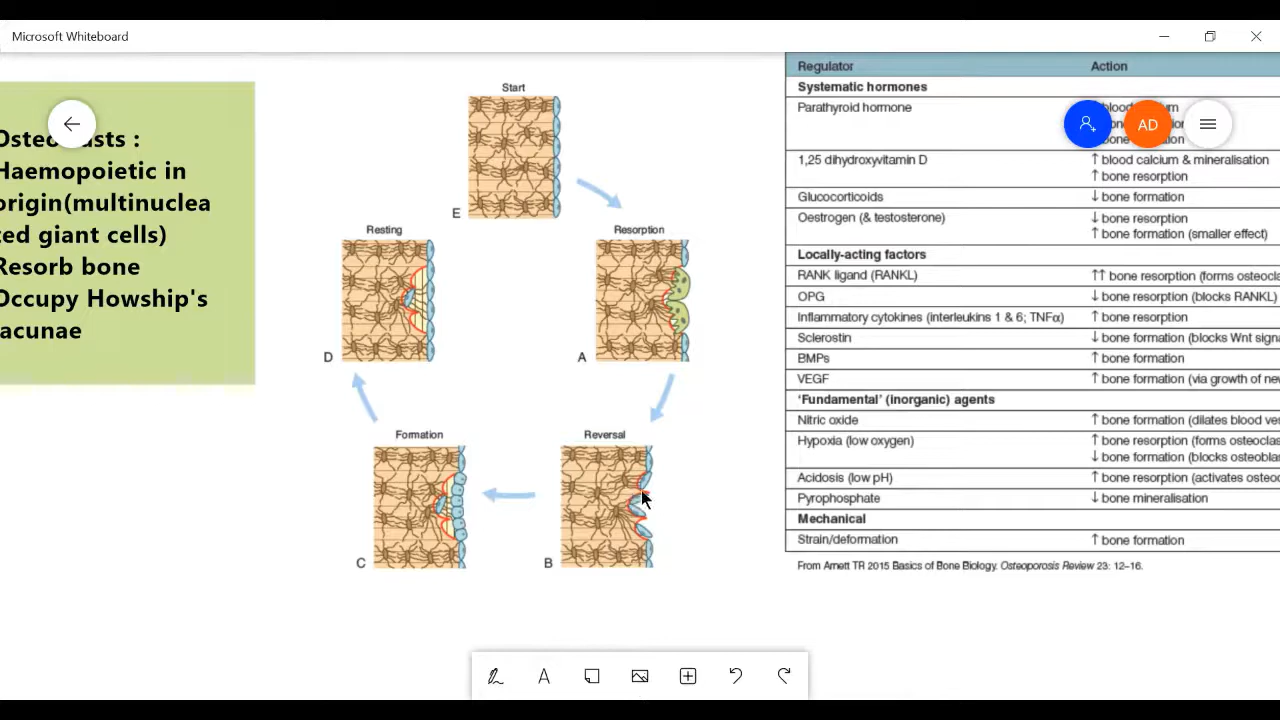 Microsoft Whiteboard
Haemopoietic in
origin(multinuclea
ted giant cells)
Resorb bone
Occupy Howship's
lacunae
Start
E
Resting
Resorption
D
A
Formation
Reversal
C
B
Regulator Action
Systematic hormones
Parathyroid hormone
1,25 dihydroxyvitamin D ↑ blood calcium & mineralisation
↑ bone resorption
Glucocorticoids ↓ bone formation
Oestrogen (& testosterone) ↓ bone resorption
↑ bone formation (smaller effect)
Locally-acting factors
RANK ligand (RANKL) ↑↑ bone resorption (forms osteocla
OPG ↓ bone resorption (blocks RANKL)
Inflammatory cytokines (interleukins 1 & 6; TNFα) ↑ bone resorption
Sclerostin ↓ bone formation (blocks Wnt signa
BMPs ↑ bone formation
VEGF ↑ bone formation (via growth of new
'Fundamental' (inorganic) agents
Nitric oxide ↑ bone formation (dilates blood ves
Hypoxia (low oxygen) ↑ bone resorption (forms osteoclas
↓ bone formation (blocks osteobla
Acidosis (low pH) ↑ bone resorption (activates osteoc
Pyrophosphate ↓ bone mineralisation
Mechanical
Strain/deformation ↑ bone formation
From Arnett TR 2015 Basics of Bone Biology. Osteoporosis Review 23: 12–16.
AD